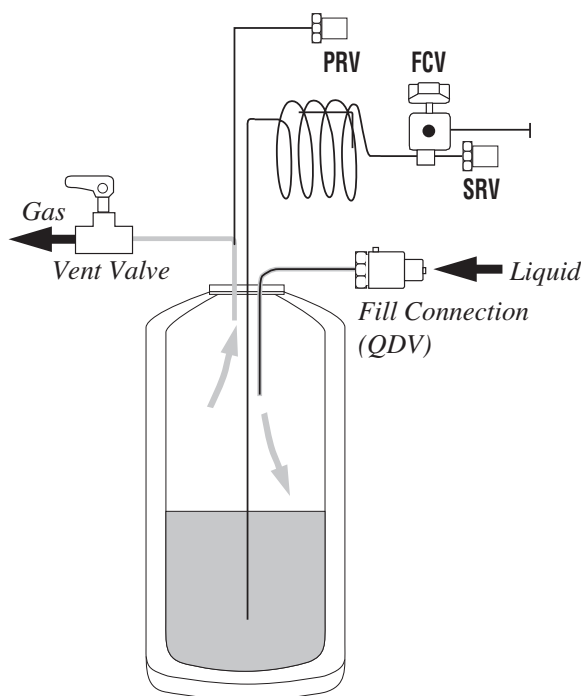 PRV
FCV
SRV
Gas
Vent Valve
Liquid
Fill Connection
(QDV)